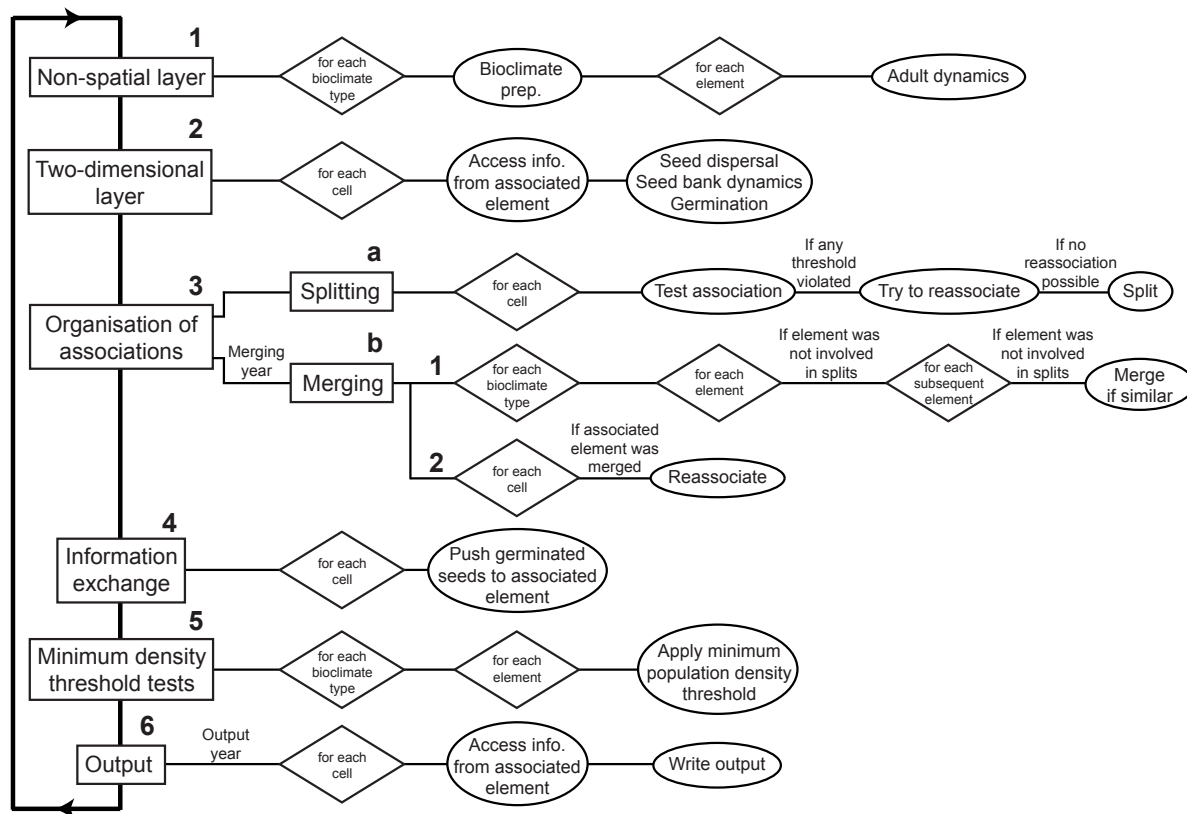 1
Non-spatial layer
for each
bioclimate
type
Bioclimate
prep.
for each
element
Adult dynamics
2
Two-dimensional
layer
for each
cell
Access info.
from associated
element
Seed dispersal
Seed bank dynamics
Germination
3
Organisation of
associations
a
Splitting
for each
cell
Test association
If any
threshold
violated
Try to reassociate
If no
reassociation
possible
Split
Merging
year
b
Merging
1
for each
bioclimate
type
for each
element
If element was
not involved
in splits
for each
subsequent
element
If element was
not involved
in splits
Merge
if similar
2
for each
cell
If associated
element was
merged
Reassociate
4
Information
exchange
for each
cell
Push germinated
seeds to associated
element
5
Minimum density
threshold tests
for each
bioclimate
type
for each
element
Apply minimum
population density
threshold
6
Output
Output
year
for each
cell
Access info.
from associated
element
Write output